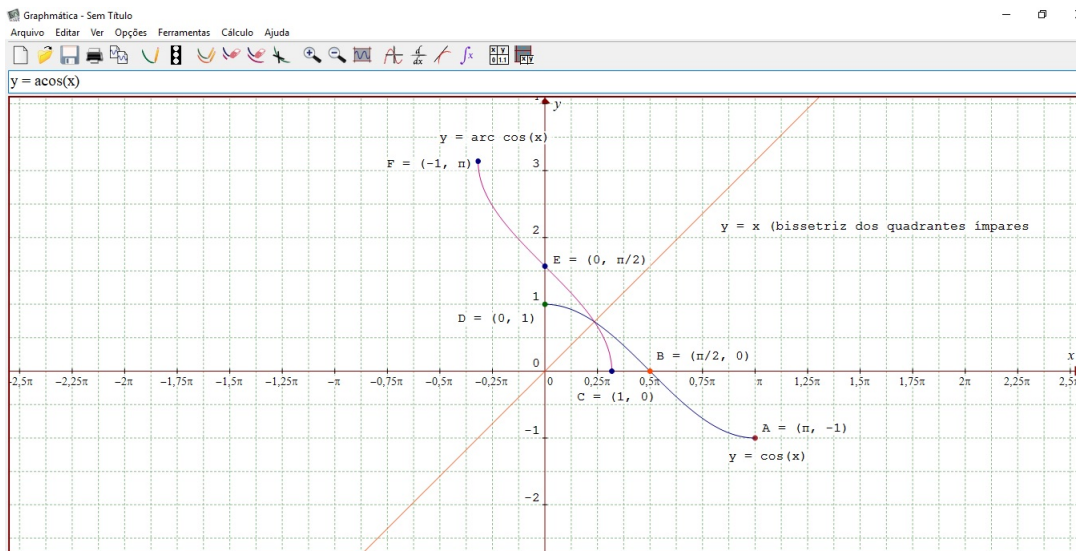 Graphmática - Sem Título
Arquivo Editar Ver Opções Ferramentas Cálculo Ajuda
y = acos(x)
y
y = arc cos(x)
F = (-1, π)
3
y = x (bissetriz dos quadrantes ímpares
2
E = (0, π/2)
1
D = (0, 1)
B = (π/2, 0)
x
0
-2,5π -2,25π -2π -1,75π -1,5π -1,25π -π -0,75π -0,5π -0,25π 0 0,25π 0,5π 0,75π π 1,25π 1,5π 1,75π 2π 2,25π
C = (1, 0)
-1
A = (π, -1)
y = cos(x)
-2